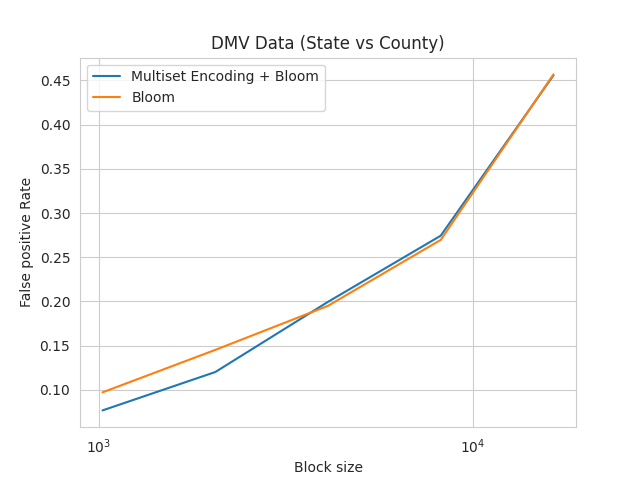 DMV Data (State vs County)
Multiset Encoding + Bloom
Bloom
False positive Rate
0.45
0.40
0.35
0.30
0.25
0.20
0.15
0.10
10³
10⁴
Block size